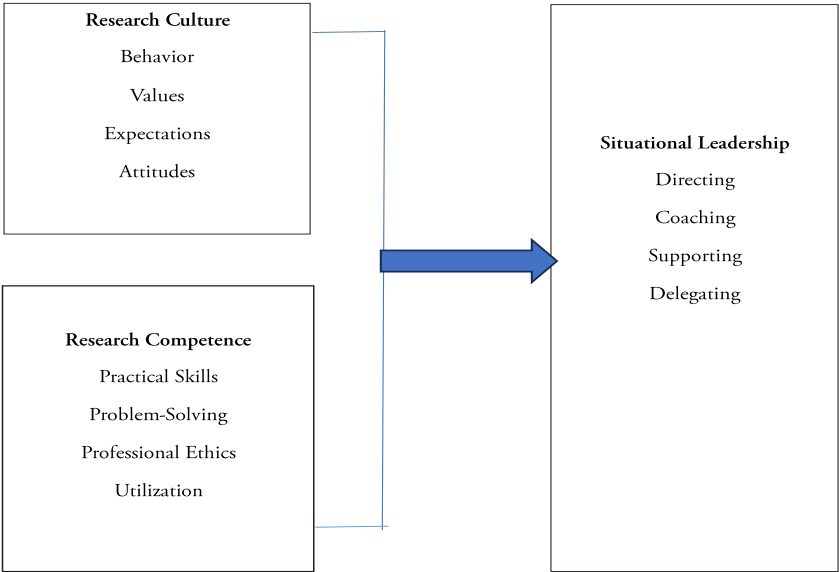 Research Culture
Behavior
Values
Expectations
Attitudes
Research Competence
Practical Skills
Problem-Solving
Professional Ethics
Utilization
Situational Leadership
Directing
Coaching
Supporting
Delegating